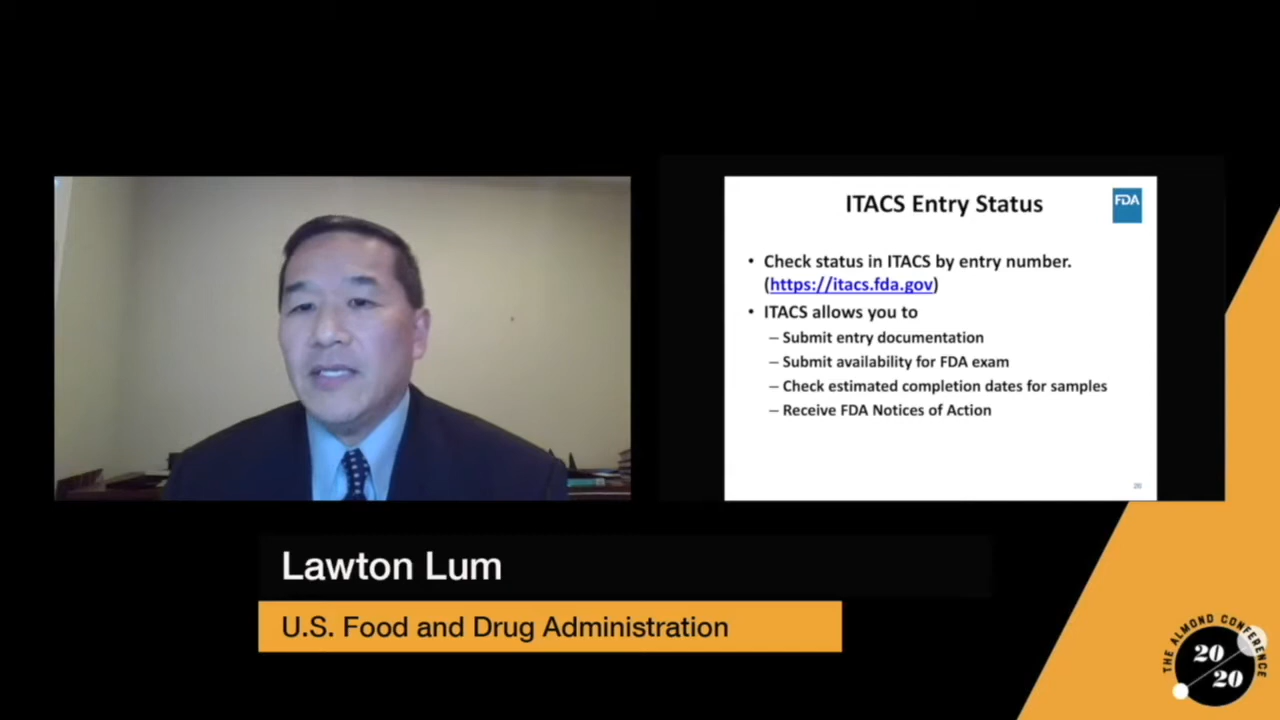 ITACS Entry Status
FDA
• Check status in ITACS by entry number.
(https://itacs.fda.gov)
• ITACS allows you to
– Submit entry documentation
– Submit availability for FDA exam
– Check estimated completion dates for samples
– Receive FDA Notices of Action
20
Lawton Lum
U.S. Food and Drug Administration
THE ALMOND CONFERENCE
20
20